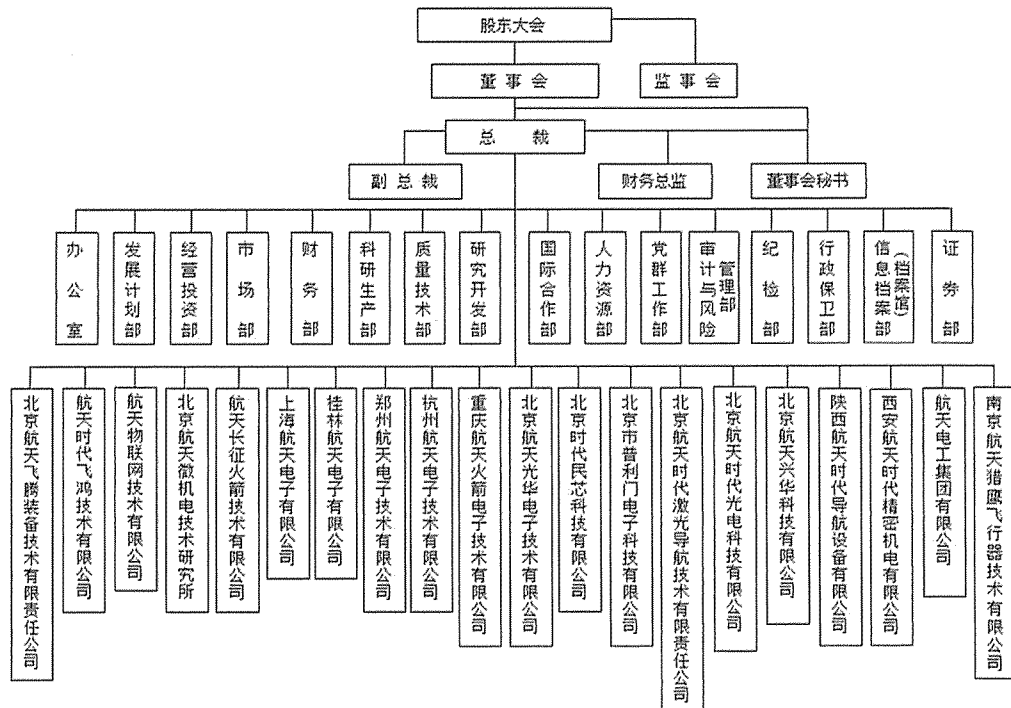 股东大会
董事会
监事会
总裁
副总裁
财务总监
董事会秘书
办公室
发展计划部
经营投资部
市场部
财务部
科研生产部
质量技术部
研究开发部
国际合作部
人力资源部
党群工作部
审计与风险
管理部
纪检部
行政保卫部
信息档案部
（档案馆）
证券部
北京航天飞腾装备技术有限责任公司
航天时代飞鸿技术有限公司
航天物联网技术有限公司
北京航天微机电技术研究所
航天长征火箭技术有限公司
上海航天电子有限公司
桂林航天电子有限公司
郑州航天电子技术有限公司
杭州航天电子技术有限公司
重庆航天火箭电子技术有限公司
北京航天光华电子技术有限公司
北京时代民芯科技有限公司
北京市普利门电子科技有限公司
北京航天时代激光导航技术有限责任公司
北京航天时代光电科技有限公司
北京航天兴华科技有限公司
陕西航天时代导航设备有限公司
西安航天时代精密机电有限公司
航天电工集团有限公司
南京航天猎鹰飞行器技术有限公司